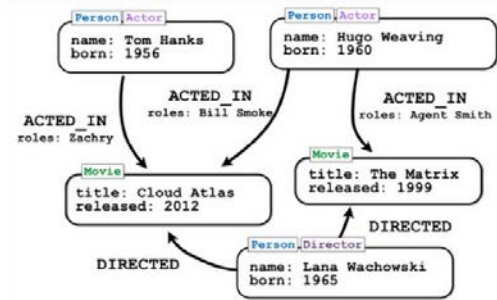 Person Actor
name: Tom Hanks
born: 1956
Person Actor
name: Hugo Weaving
born: 1960
ACTED_IN
roles: Zachry
ACTED_IN
roles: Bill Smoke
ACTED_IN
roles: Agent Smith
Movie
title: Cloud Atlas
released: 2012
Movie
title: The Matrix
released: 1999
DIRECTED
DIRECTED
Person Director
name: Lana Wachowski
born: 1965